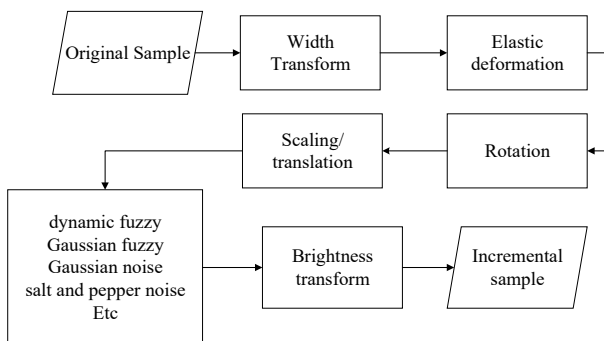 Original Sample
Width
Transform
Elastic
deformation
Rotation
Scaling/
translation
dynamic fuzzy
Gaussian fuzzy
Gaussian noise
salt and pepper noise
Etc
Brightness
transform
Incremental
sample